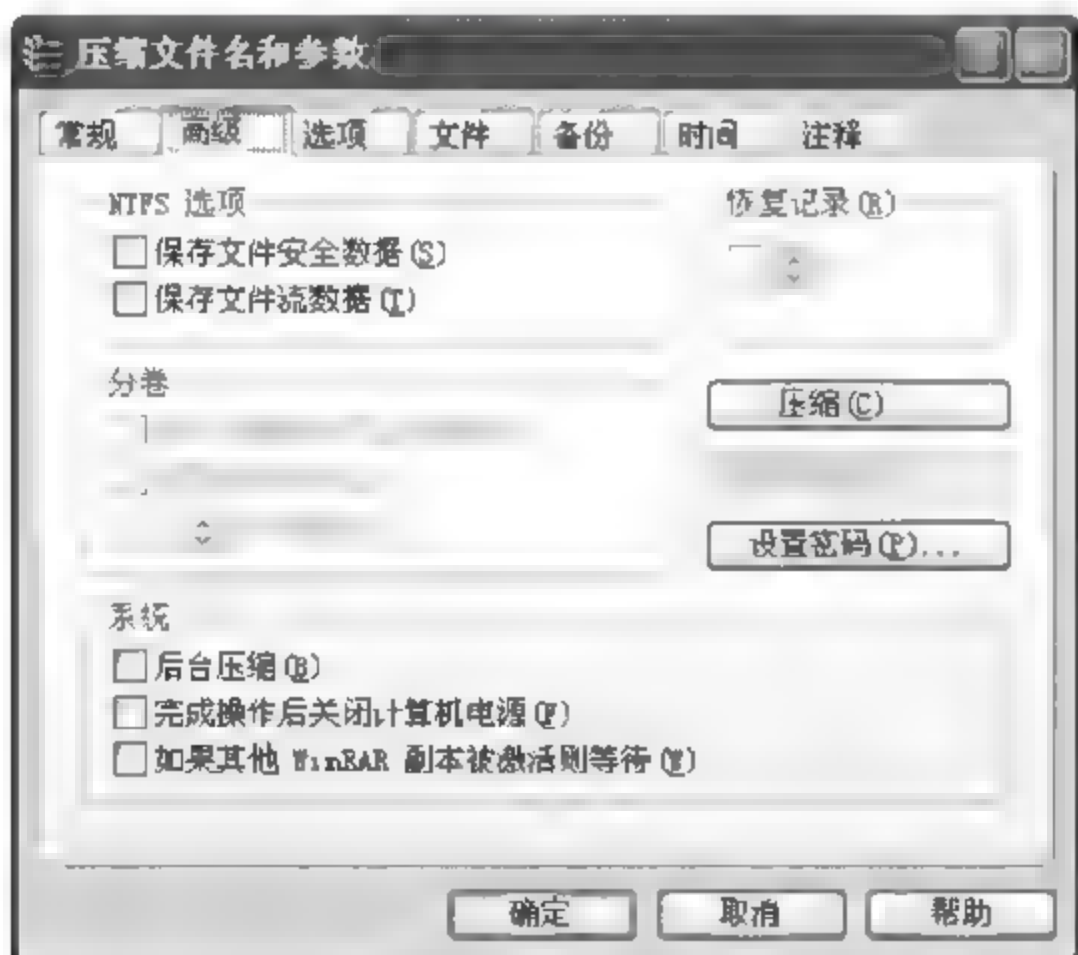 压缩文件名和参数
常规 高级 选项 文件 备份 时间 注释
NTFS 选项
恢复记录(R)
保存文件安全数据(S)
保存文件流数据(T)
分卷
压缩(C)
设置密码(P)...
系统
后台压缩(B)
完成操作后关闭计算机电源(F)
如果其他 WinRAR 副本被激活则等待(W)
确定 取消 帮助